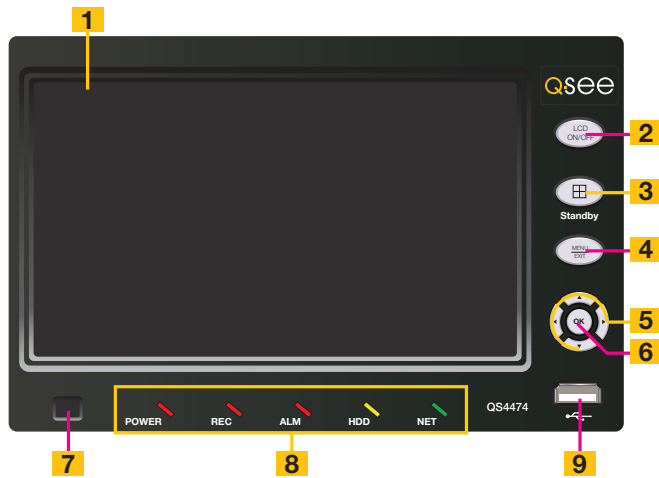 1
Q·see
LCD
ON/OFF
2
3
Standby
MENU
EXIT
4
5
OK
6
POWER
REC
ALM
HDD
NET
QS4474
7
8
9